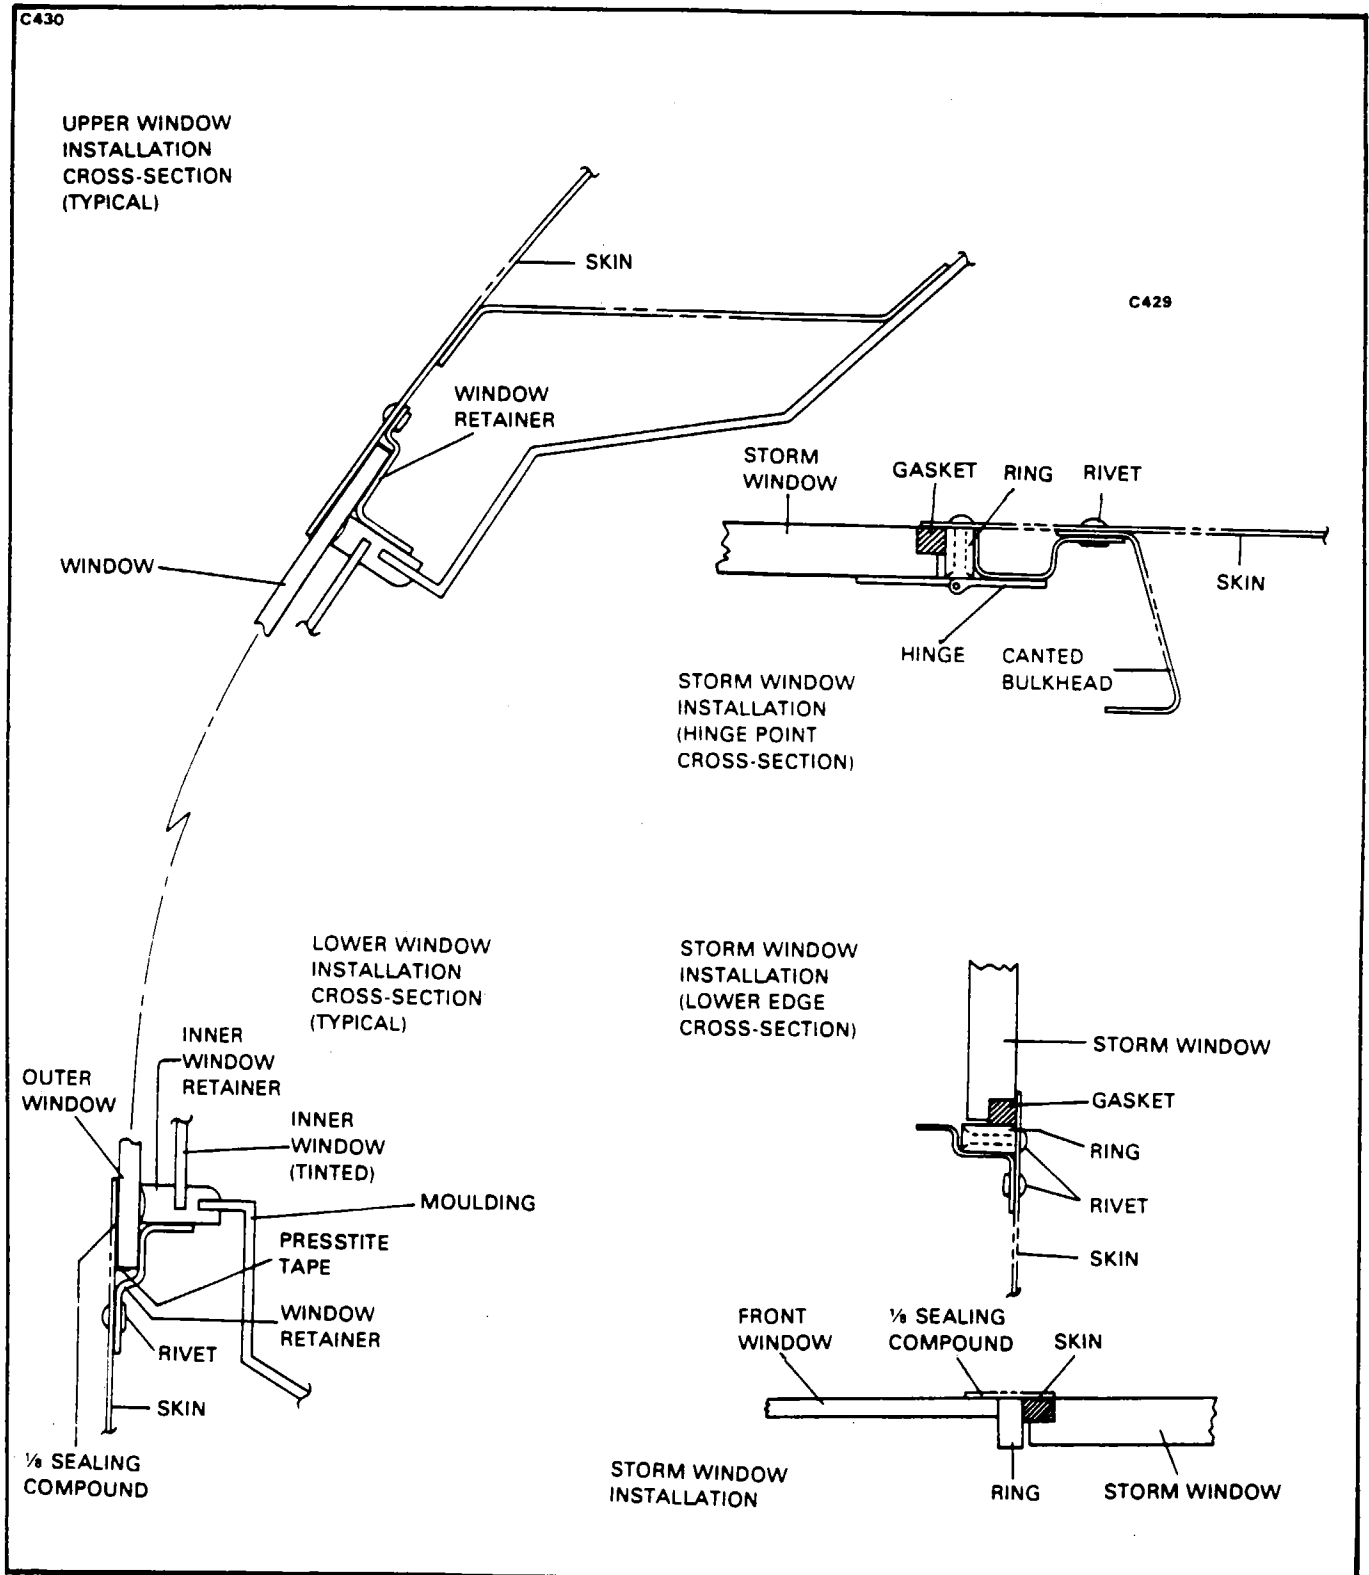 C430
UPPER WINDOW
INSTALLATION
CROSS-SECTION
(TYPICAL)
SKIN
C429
WINDOW
RETAINER
STORM
WINDOW
GASKET
RING
RIVET
WINDOW
SKIN
HINGE
CANTED
BULKHEAD
STORM WINDOW
INSTALLATION
(HINGE POINT
CROSS-SECTION)
LOWER WINDOW
INSTALLATION
CROSS-SECTION
(TYPICAL)
STORM WINDOW
INSTALLATION
(LOWER EDGE
CROSS-SECTION)
INNER
WINDOW
RETAINER
OUTER
WINDOW
INNER
WINDOW
(TINTED)
MOULDING
PRESSTITE
TAPE
WINDOW
RETAINER
RIVET
SKIN
⅛ SEALING
COMPOUND
STORM WINDOW
GASKET
RING
RIVET
SKIN
FRONT
WINDOW
⅛ SEALING
COMPOUND
SKIN
STORM WINDOW
INSTALLATION
RING
STORM WINDOW